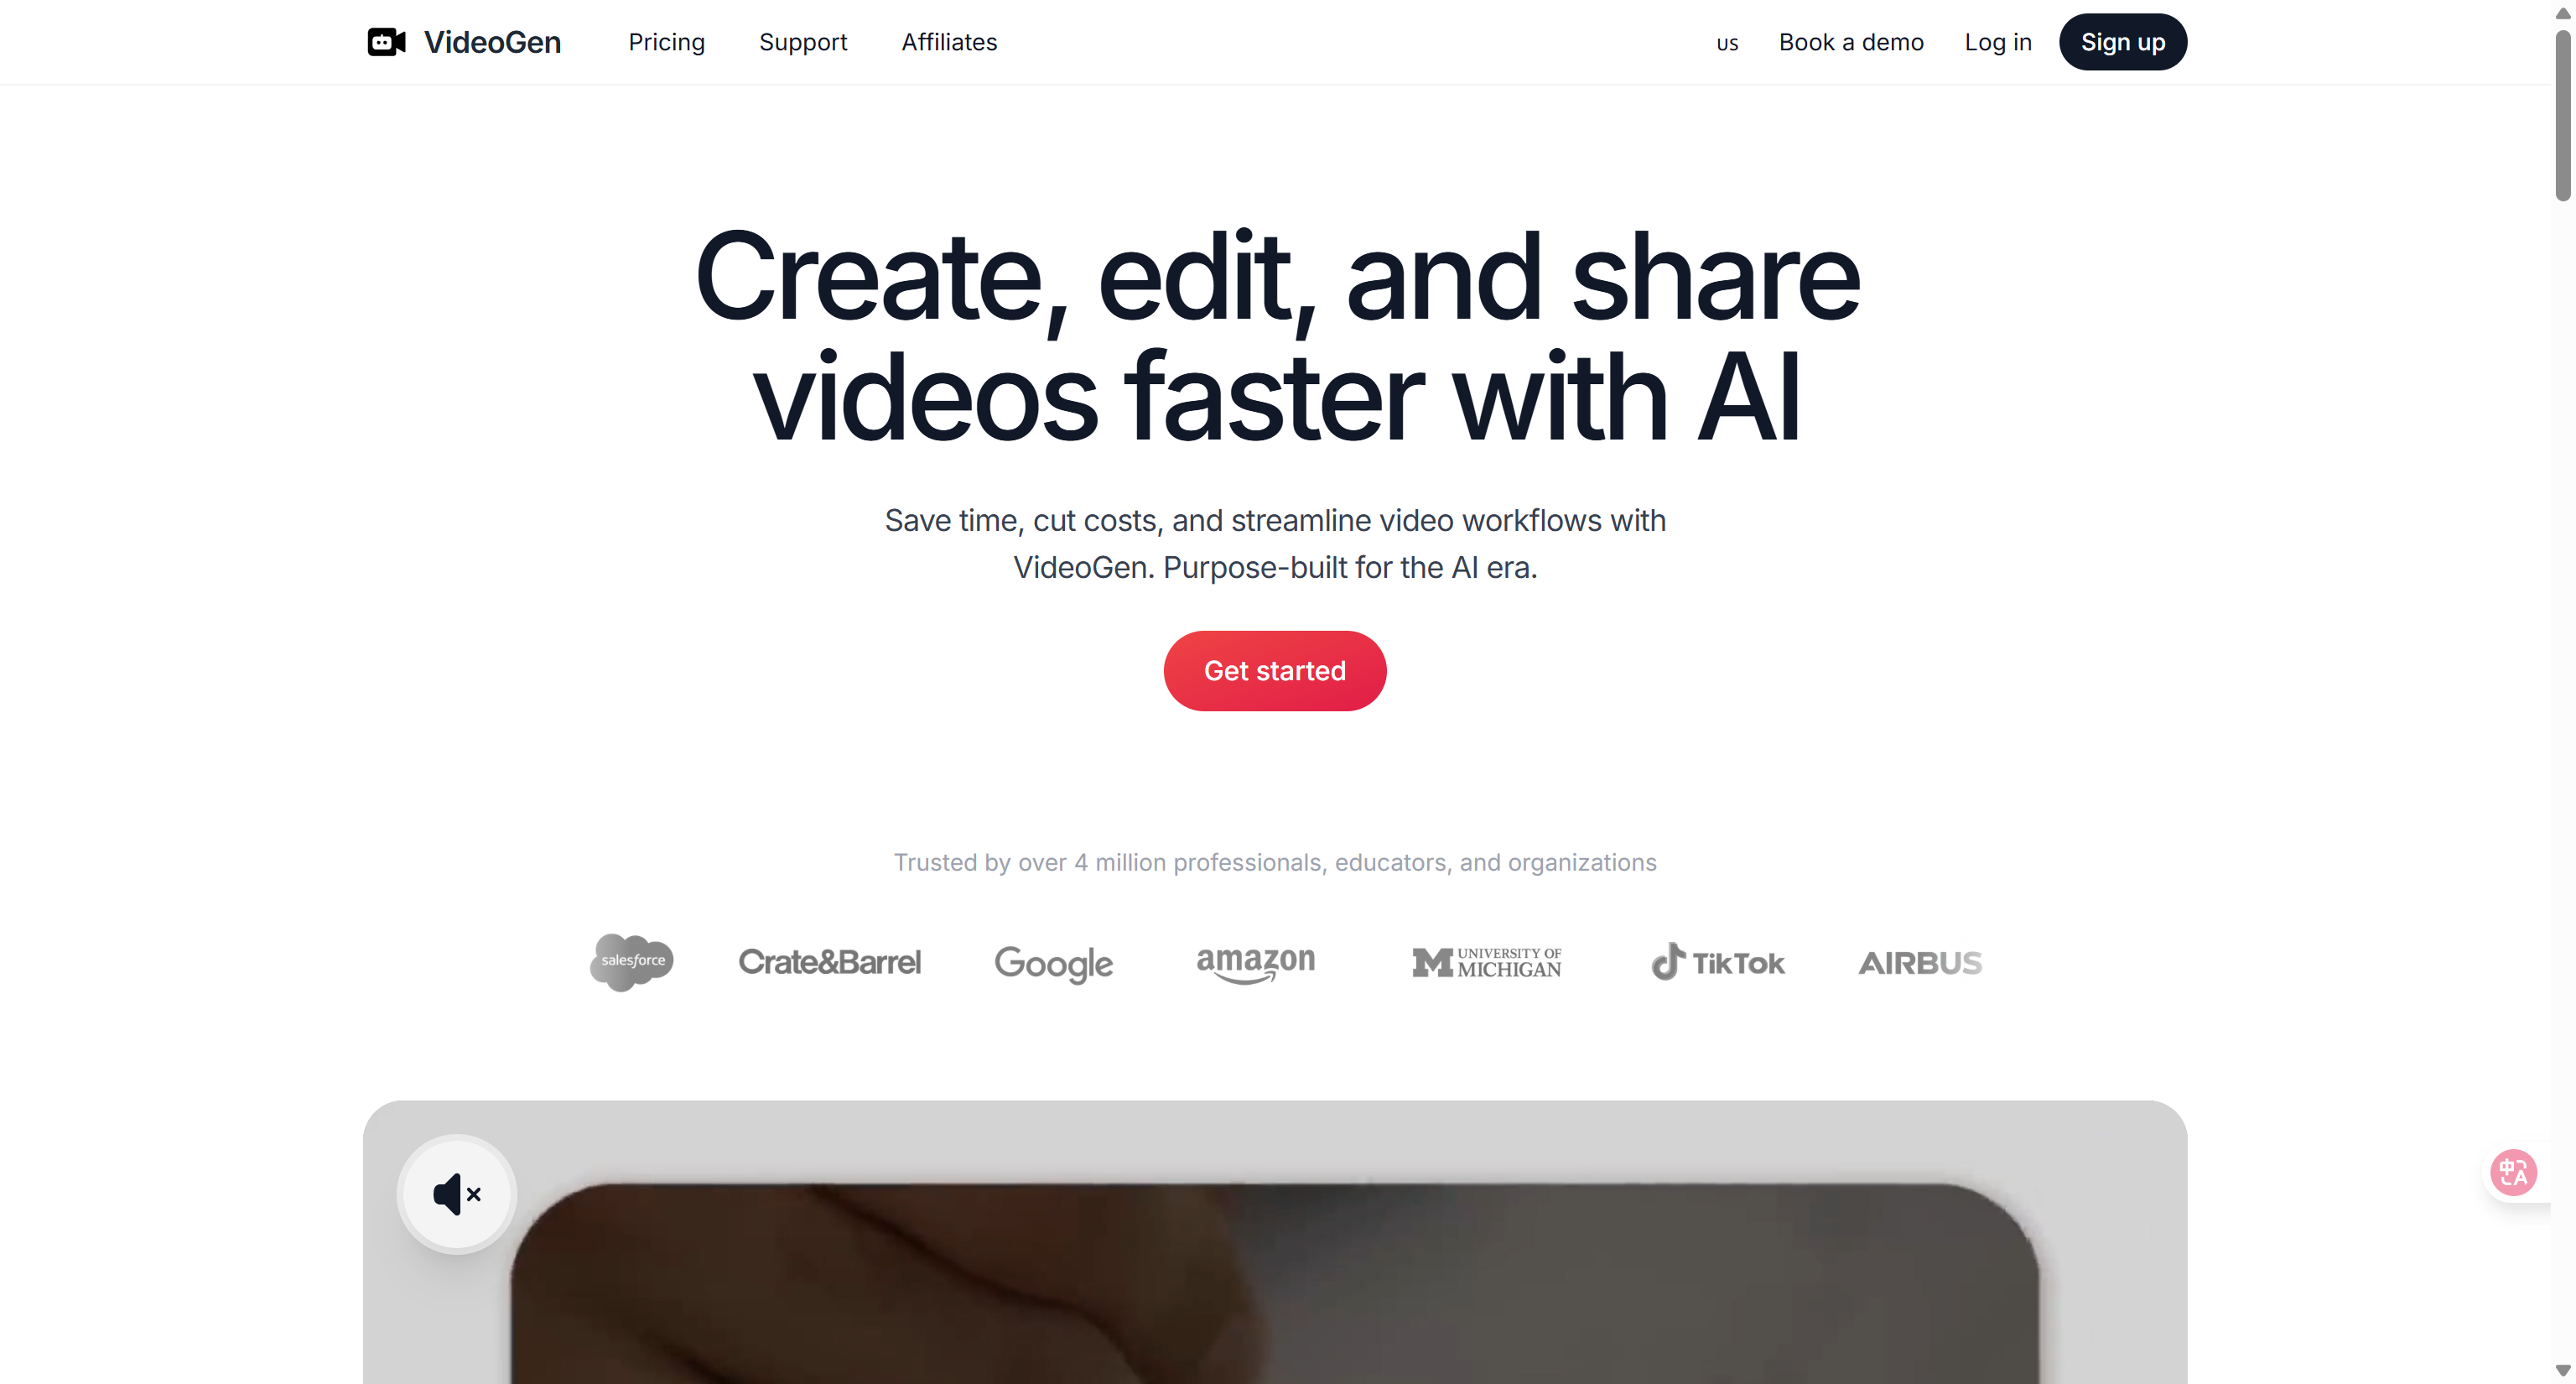 VideoGen
Pricing
Support
Affiliates
US
Book a demo
Log in
Sign up
Create, edit, and share
videos faster with AI
Save time, cut costs, and streamline video workflows with
VideoGen. Purpose-built for the AI era.
Get started
Trusted by over 4 million professionals, educators, and organizations
salesforce
Crate&Barrel
Google
amazon
M UNIVERSITY OF
MICHIGAN
TikTok
AIRBUS
中A